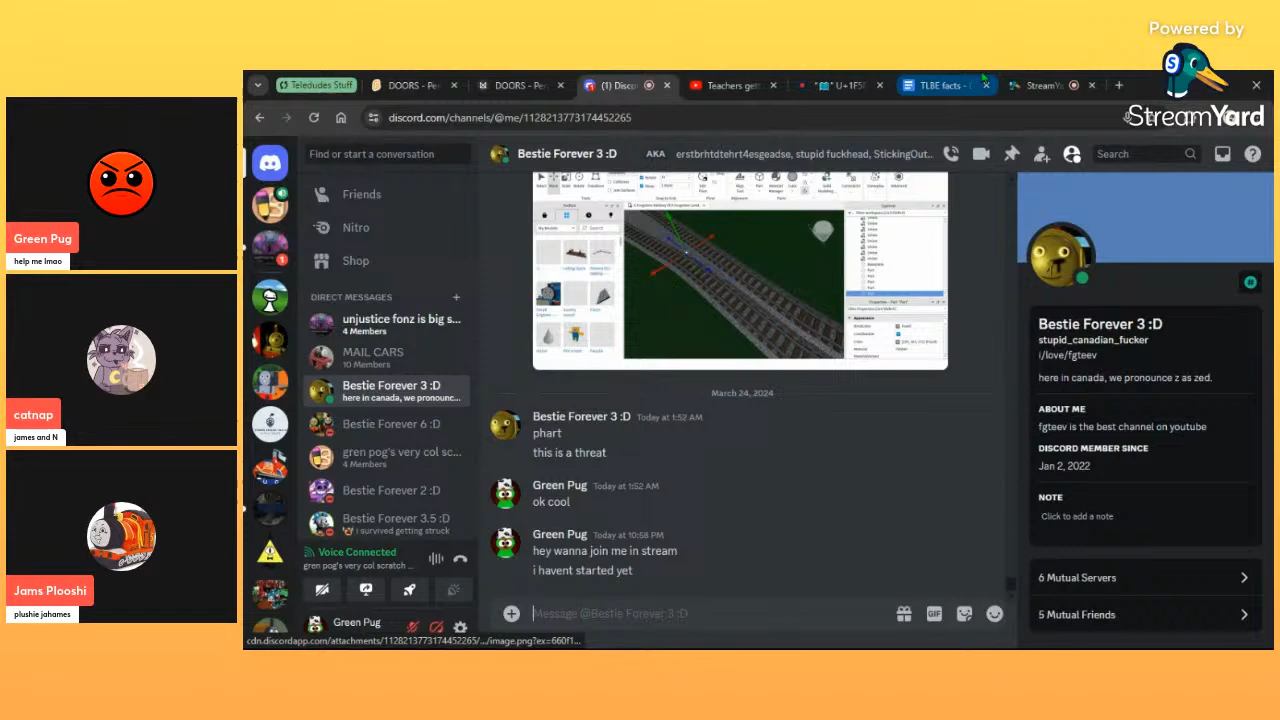 Powered by
StreamYard
Green Pug
help me lmao
catnap
james and N
Jams Plooshi
plushie jahames
Teledudes Stuff
DOORS - Pe
DOORS - Per
(1) Disco
Teachers get
U+1F5F
TLBE facts - (
StreamYa
discord.com/channels/@me/1128213773174452265
Find or start a conversation
Friends
Nitro
Shop
DIRECT MESSAGES
unjustice fonz is big s...
4 Members
MAIL CARS
10 Members
Bestie Forever 3 :D
here in canada, we pronounc...
Bestie Forever 6 :D
gren pog's very col sc...
4 Members
Bestie Forever 2 :D
Bestie Forever 3.5 :D
i survived getting struck
Voice Connected
gren pog's very col scratch ...
Green Pug
cdn.discordapp.com/attachments/1128213773174452265/.../image.png?ex=660f1...
Bestie Forever 3 :D
AKA
erstbrhtdtehrt4esgeadse, stupid fuckhead, StickingOut...
Search
March 24, 2024
Bestie Forever 3 :D Today at 1:52 AM
phart
this is a threat
Green Pug Today at 1:52 AM
ok cool
Green Pug Today at 10:58 PM
hey wanna join me in stream
i havent started yet
Message @Bestie Forever 3 :D
GIF
Bestie Forever 3 :D
stupid_canadian_fucker
i/love/fgteev
here in canada, we pronounce z as zed.
ABOUT ME
fgteev is the best channel on youtube
DISCORD MEMBER SINCE
Jan 2, 2022
NOTE
Click to add a note
6 Mutual Servers
5 Mutual Friends